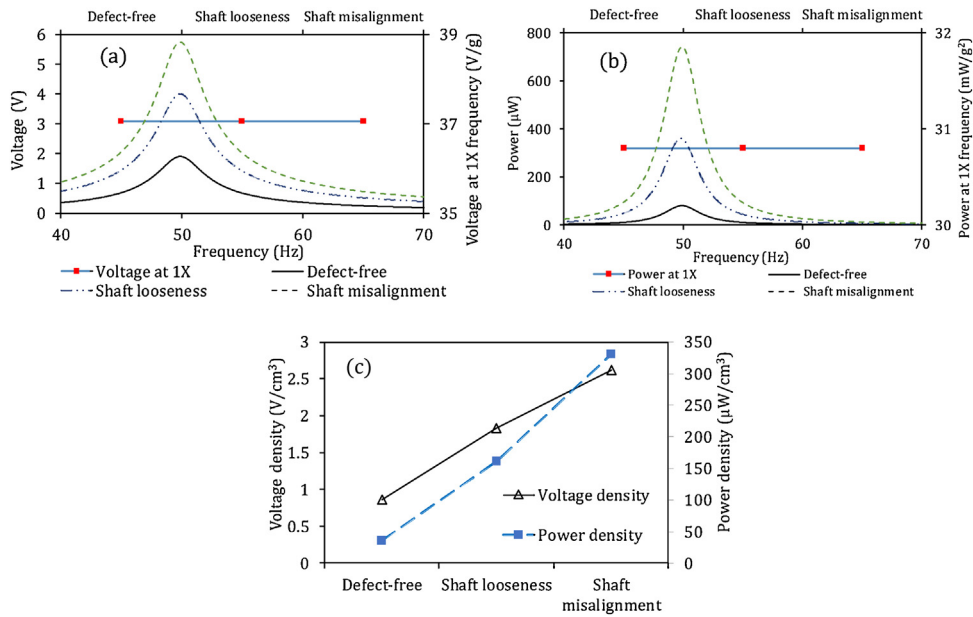 Defect-free Shaft looseness Shaft misalignment
(a)
Voltage (V)
6
5
4
3
2
1
0
40 50 60 70
Frequency (Hz)
39
37
35
Voltage at 1X frequency (V/g)
Voltage at 1X Defect-free
Shaft looseness Shaft misalignment
Defect-free Shaft looseness Shaft misalignment
(b)
Power (μW)
800
600
400
200
0
40 50 60 70
Frequency (Hz)
32
31
30
Power at 1X frequency (mW/g²)
Power at 1X Defect-free
Shaft looseness Shaft misalignment
(c)
Voltage density (V/cm³)
3
2.5
2
1.5
1
0.5
0
350
300
250
200
150
100
50
0
Power density (μW/cm³)
Voltage density
Power density
Defect-free Shaft looseness Shaft
misalignment